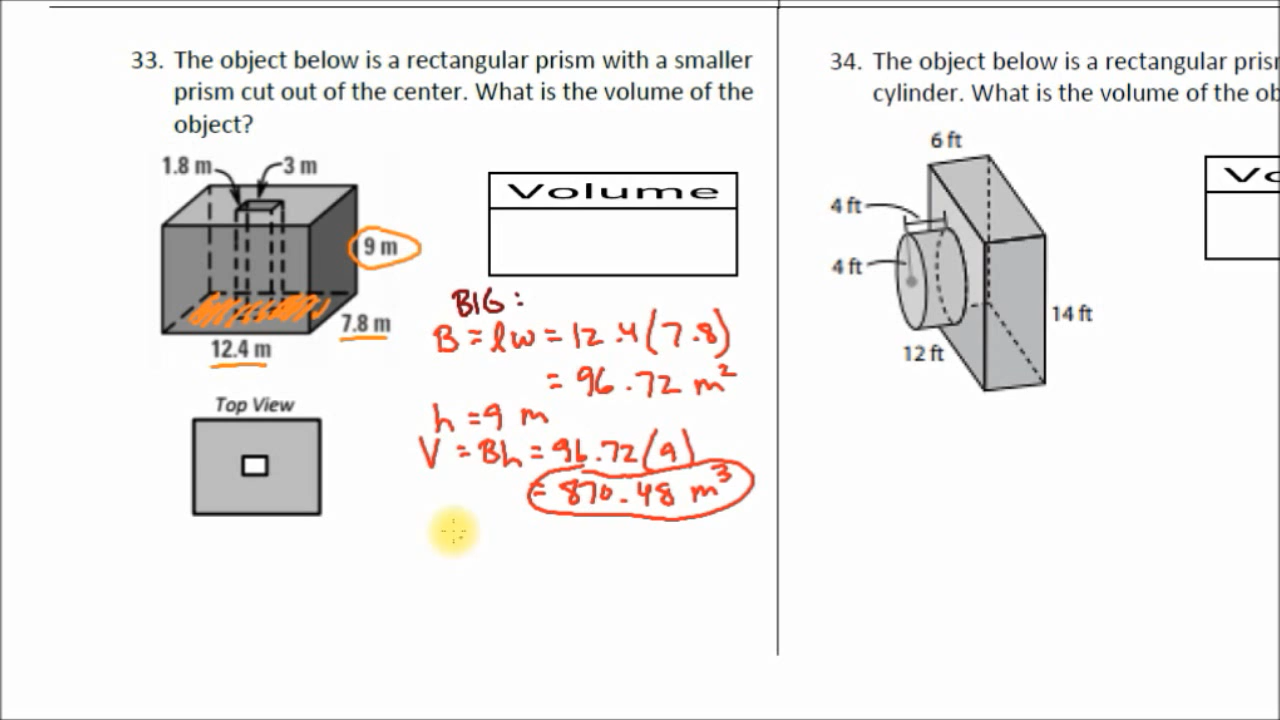 33. The object below is a rectangular prism with a smaller
prism cut out of the center. What is the volume of the
object?
1.8 m
3 m
9 m
7.8 m
12.4 m
Top View
Volume
BIG:
B = lw = 12.4(7.8)
= 96.72 m²
h = 9 m
V = Bh = 96.72(9)
= 870.48 m³
34. The object below is a rectangular
cylinder. What is the volume of the
6 ft
4 ft
4 ft
12 ft
14 ft